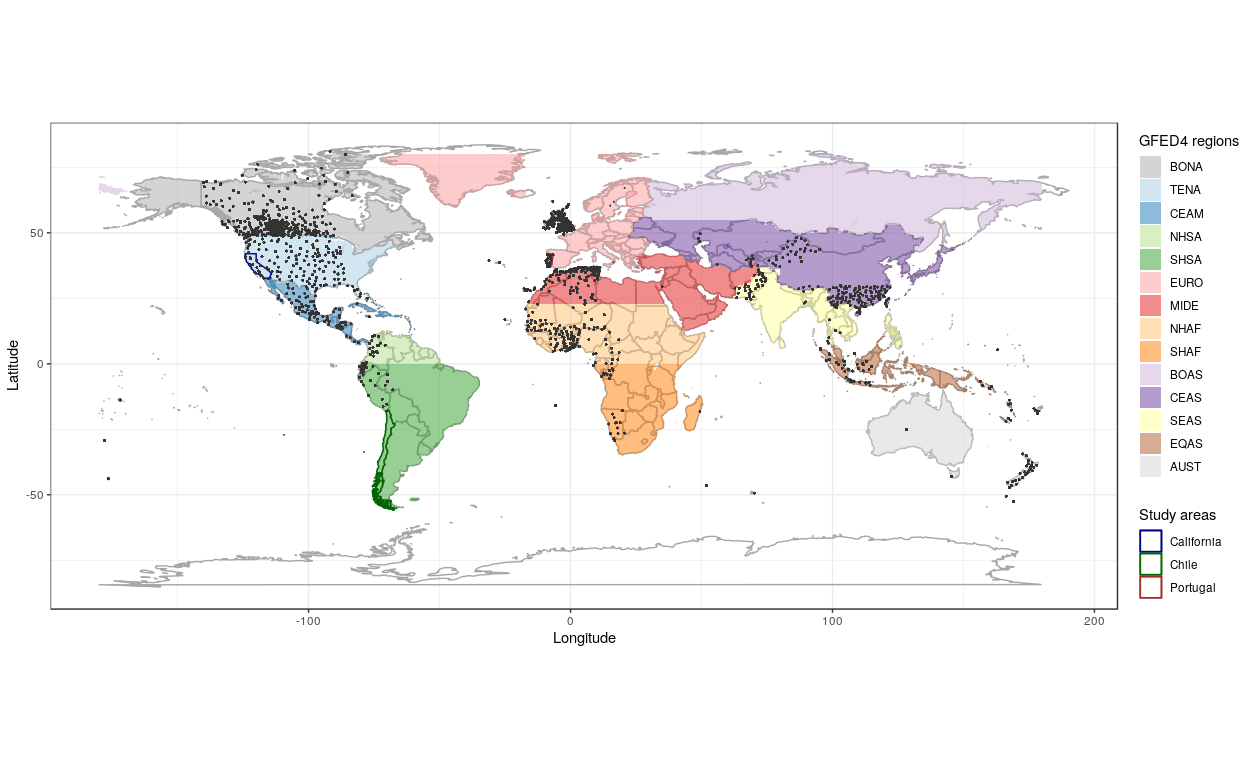 GFED4 regions
BONA
TENA
CEAM
NHSA
SHSA
EURO
MIDE
NHAF
SHAF
BOAS
CEAS
SEAS
EQAS
AUST
Study areas
California
Chile
Portugal
Latitude
50
0
-50
-100
0
100
200
Longitude